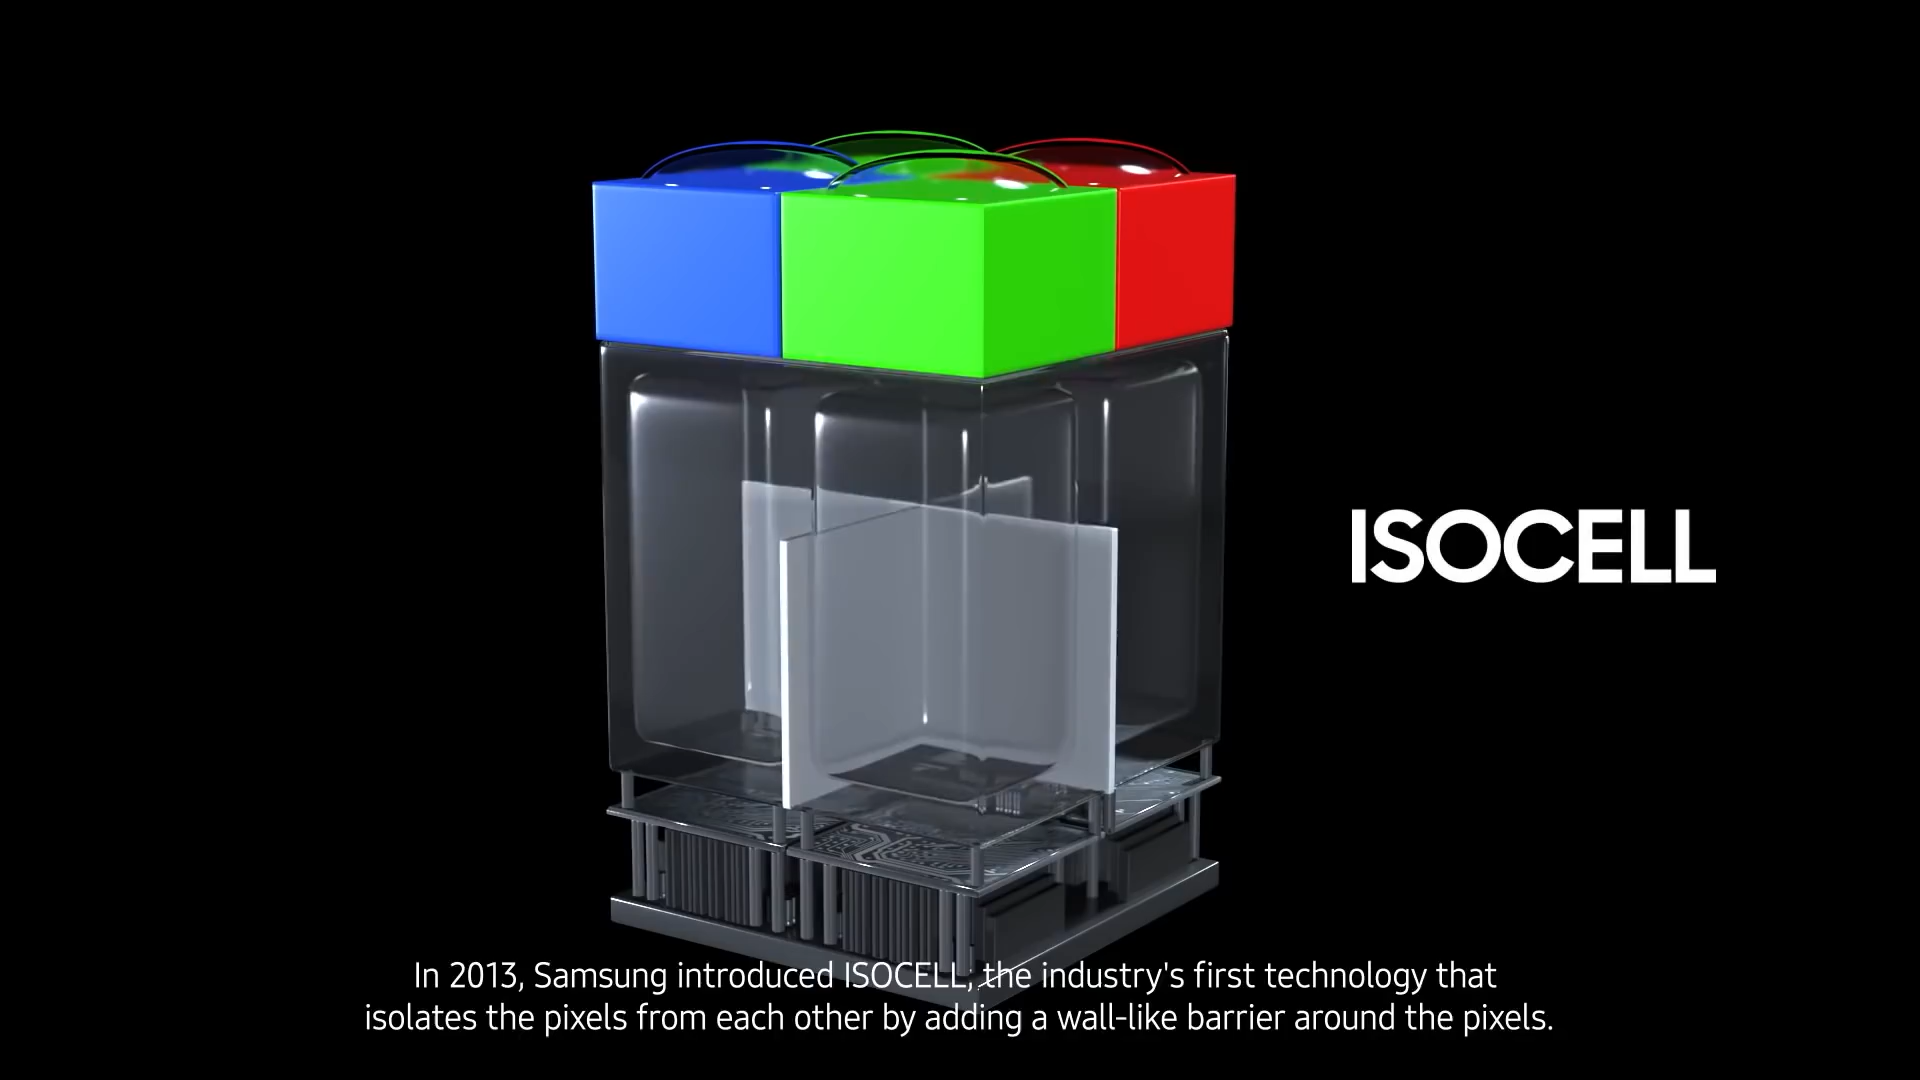 ISOCELL
In 2013, Samsung introduced ISOCELL, the industry's first technology that
isolates the pixels from each other by adding a wall-like barrier around the pixels.